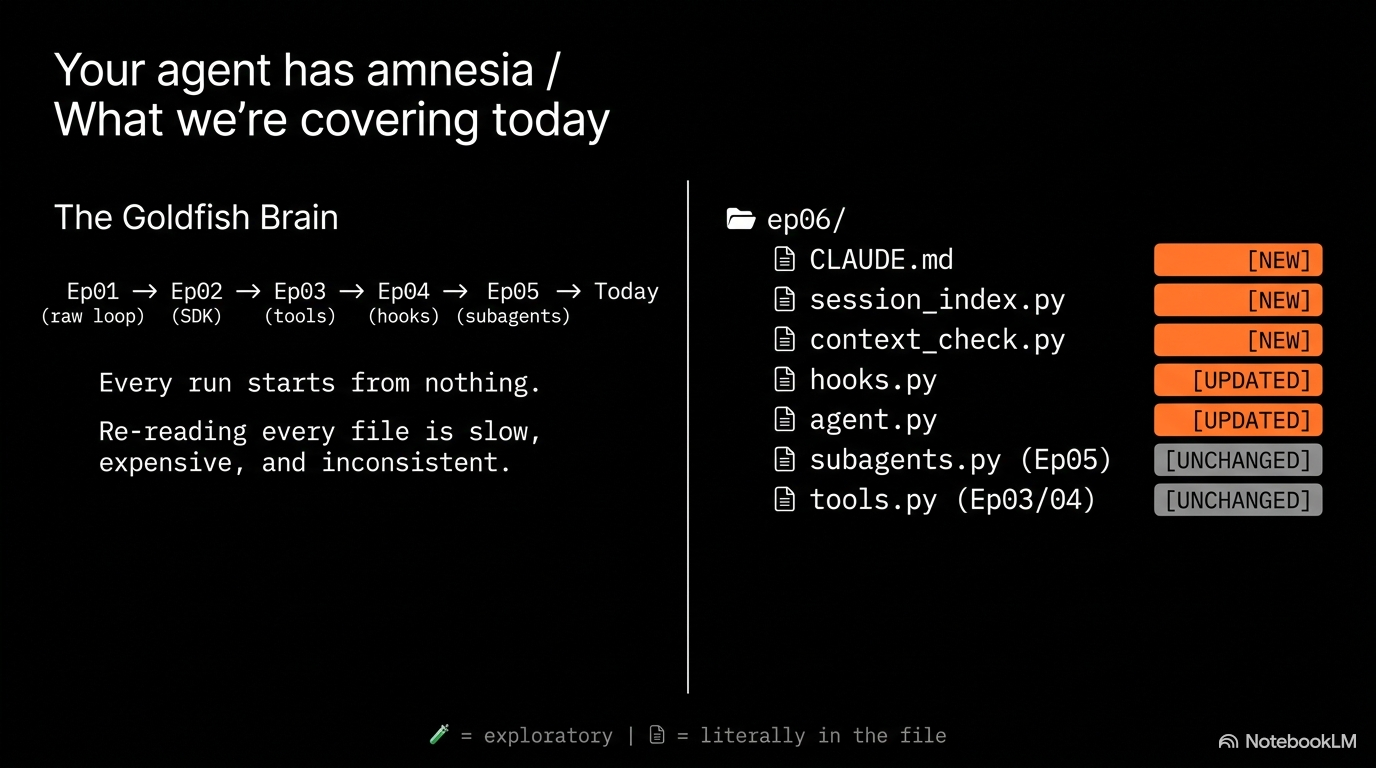 Your agent has amnesia /
What we’re covering today
The Goldfish Brain
Ep01 → Ep02 → Ep03 → Ep04 → Ep05 → Today
(raw loop) (SDK) (tools) (hooks) (subagents)
Every run starts from nothing.
Re-reading every file is slow,
expensive, and inconsistent.
ep06/
CLAUDE.md [NEW]
session_index.py [NEW]
context_check.py [NEW]
hooks.py [UPDATED]
agent.py [UPDATED]
subagents.py (Ep05) [UNCHANGED]
tools.py (Ep03/04) [UNCHANGED]
= exploratory | = literally in the file
NotebookLM